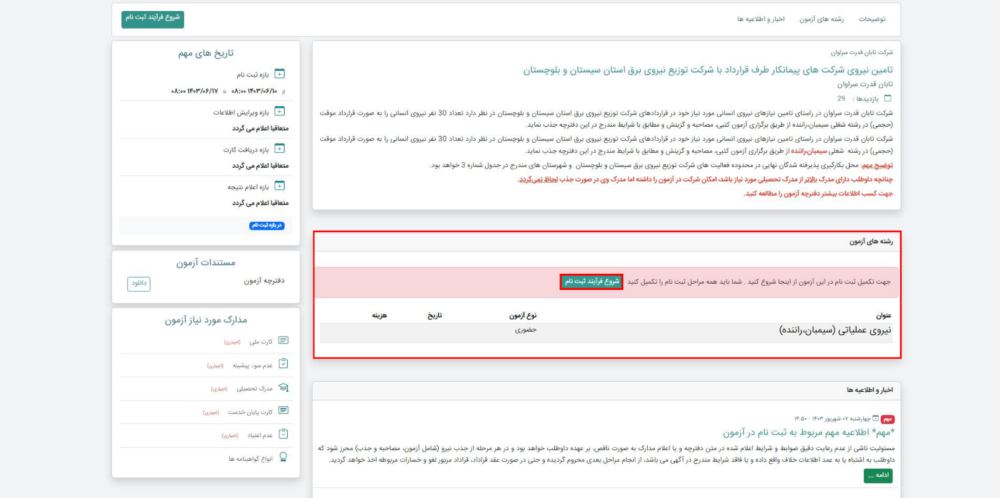 توضیحات
رشته های آزمون
اخبار و اطلاعیه ها
شروع فرآیند ثبت نام
شرکت تابان قدرت سراوان
تامین نیروی شرکت های پیمانکار طرف قرارداد با شرکت توزیع نیروی برق استان سیستان و بلوچستان
تابان قدرت سراوان
بازدیدها : 29
شرکت تابان قدرت سراوان در راستای تامین نیازهای نیروی انسانی مورد نیاز خود در قراردادهای شرکت توزیع نیروی برق استان سیستان و بلوچستان در نظر دارد تعداد 30 نفر نیروی انسانی را به صورت قرارداد موقت
(حجمی) در رشته شغلی سیمبان،راننده از طریق برگزاری آزمون کتبی، مصاحبه و گزینش و مطابق با شرایط مندرج در این دفترچه جذب نماید.
شرکت تابان قدرت سراوان در راستای تامین نیازهای نیروی انسانی مورد نیاز خود در قراردادهای شرکت توزیع نیروی برق استان سیستان و بلوچستان در نظر دارد تعداد 30 نفر نیروی انسانی را به صورت قرارداد موقت
(حجمی) در رشته شغلی سیمبان،راننده از طریق برگزاری آزمون کتبی، مصاحبه و گزینش و مطابق با شرایط مندرج در این دفترچه جذب نماید.
توضیح مهم: محل بکارگیری پذیرفته شدگان نهایی در محدوده فعالیت های شرکت توزیع نیروی برق سیستان و بلوچستان و شهرستان های مندرج در جدول شماره 3 خواهد بود.
چنانچه داوطلب دارای مدرک بالاتر از مدرک تحصیلی مورد نیاز باشد، امکان شرکت در آزمون را داشته اما مدرک وی در صورت جذب لحاظ نمی‌گردد.
جهت کسب اطلاعات بیشتر دفترچه آزمون را مطالعه کنید.
رشته های آزمون
جهت تکمیل ثبت نام در این آزمون از اینجا شروع کنید . شما باید همه مراحل ثبت نام را تکمیل کنید شروع فرآیند ثبت نام
عنوان نوع آزمون تاریخ هزینه
نیروی عملیاتی (سیمبان،راننده) حضوری
اخبار و اطلاعیه ها
مهم چهارشنبه ۰۷ شهریور ۱۴۰۳ - ۱۴:۵۰
*مهم* اطلاعیه مهم مربوط به ثبت نام در آزمون
مسئولیت ناشی از عدم رعایت دقیق ضوابط و شرایط اعلام شده در متن دفترچه و یا اعلام مدارک به صورت ناقص، بر عهده داوطلب خواهد بود و در هر مرحله از جذب نیرو (شامل آزمون، مصاحبه و جذب) محرز شود که
داوطلب به اشتباه یا به عمد اطلاعات خلاف واقع داده و یا فاقد شرایط مندرج در آگهی می باشد، از انجام مراحل بعدی محروم گردیده و حتی در صورت عقد قراداد، قراداد مزبور لغو و خسارات مربوطه اخذ خواهد گردید.
ادامه ...
تاریخ های مهم
بازه ثبت نام
از ۱۴۰۳/۰۶/۱۰ ۰۸:۰۰ تا ۱۴۰۳/۰۶/۱۷ ۰۸:۰۰
بازه ویرایش اطلاعات
متعاقبا اعلام می گردد
بازه دریافت کارت
متعاقبا اعلام می گردد
بازه اعلام نتیجه
متعاقبا اعلام می گردد
در بازه ثبت نام
مستندات آزمون
دفترچه آزمون دانلود
مدارک مورد نیاز آزمون
کارت ملی (اجباری)
عدم سوء پیشینه (اجباری)
مدرک تحصیلی (اجباری)
کارت پایان خدمت (اجباری)
عدم اعتیاد (اجباری)
انواع گواهینامه ها